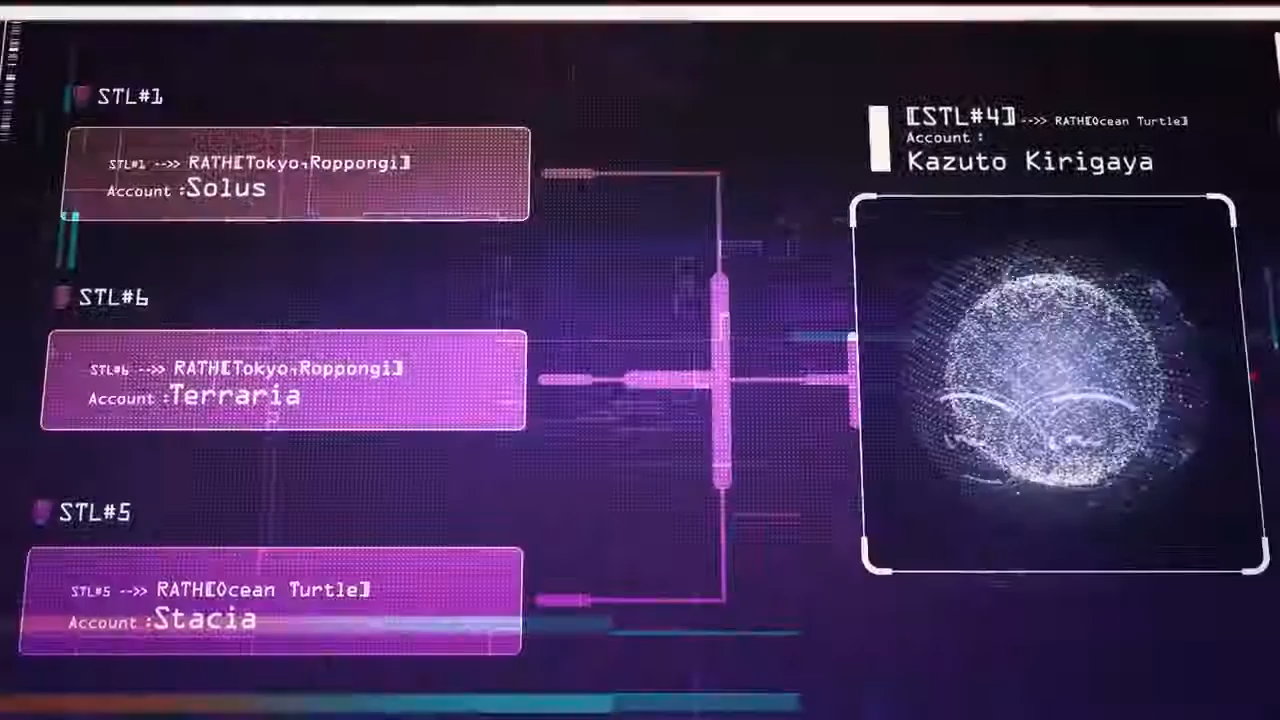 STL#1
STL#1 -->> RATH【Tokyo,Roppongi】
Account :Solus
STL#6
STL#6 -->> RATH【Tokyo,Roppongi】
Account :Terraria
STL#5
STL#5 -->> RATH【Ocean Turtle】
Account :Stacia
【STL#4】-->> RATH【Ocean Turtle】
Account :
Kazuto Kirigaya